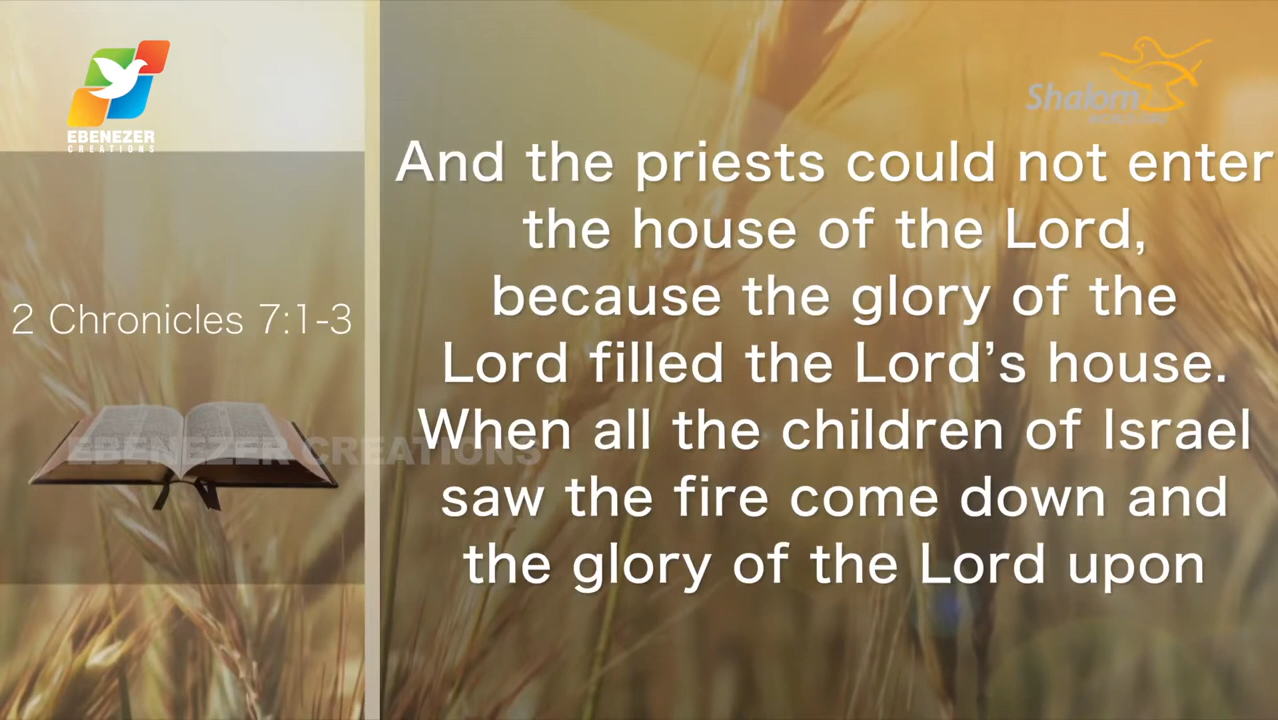 EBENEZER
CREATIONS
Shalom
2 Chronicles 7:1-3
And the priests could not enter
the house of the Lord,
because the glory of the
Lord filled the Lord’s house.
When all the children of Israel
saw the fire come down and
the glory of the Lord upon
EBENEZER CREATIONS